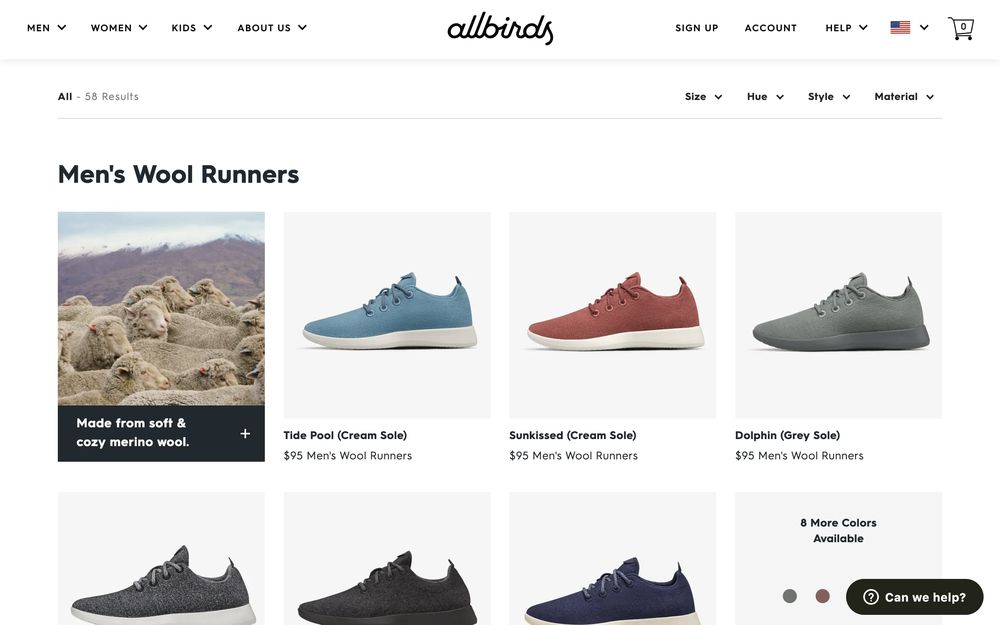 MEN
WOMEN
KIDS
ABOUT US
allbirds
SIGN UP
ACCOUNT
HELP
0
All - 58 Results
Size
Hue
Style
Material
Men's Wool Runners
Made from soft &
cozy merino wool.
+
Tide Pool (Cream Sole)
$95 Men's Wool Runners
Sunkissed (Cream Sole)
$95 Men's Wool Runners
Dolphin (Grey Sole)
$95 Men's Wool Runners
8 More Colors
Available
? Can we help?